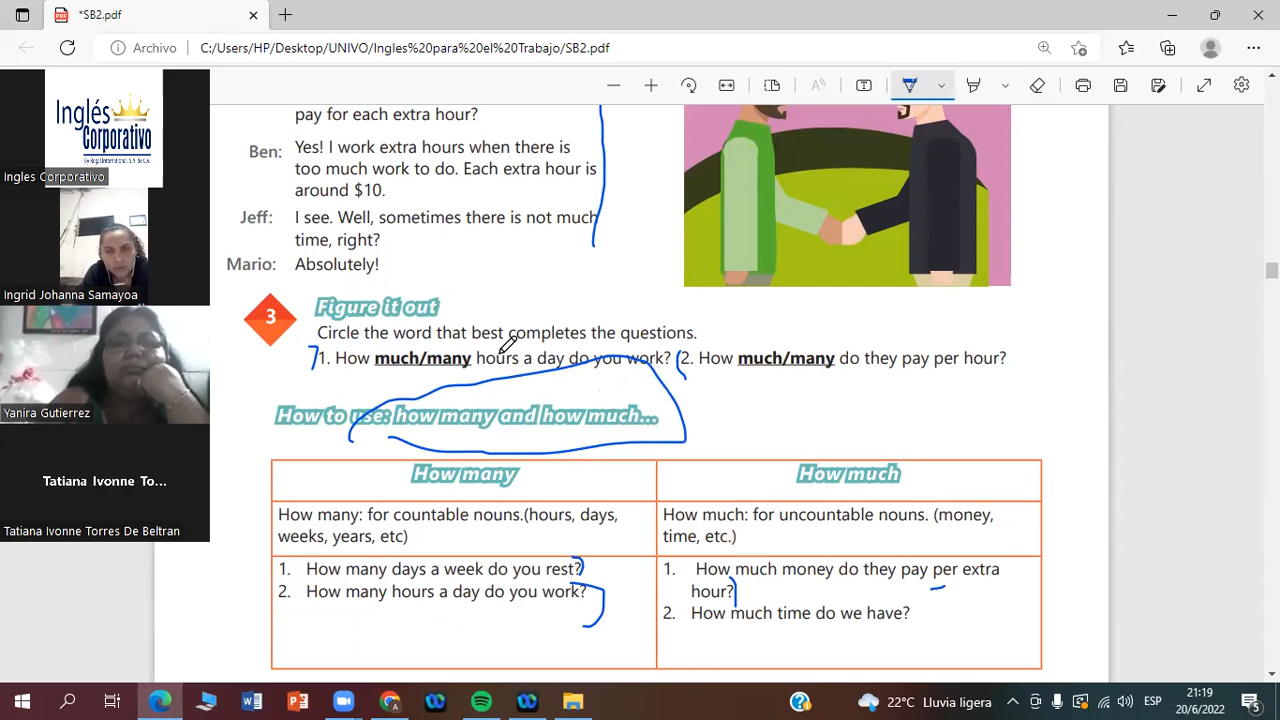 *SB2.pdf
Archivo
C:/Users/HP/Desktop/UNIVO/Ingles%20para%20el%20Trabajo/SB2.pdf
Inglés
Corporativo
by Regal International, S.A. de C.V.
Ingles Corporativo
Ingrid Johanna Samayoa
Yanira Gutierrez
Tatiana Ivonne To...
Tatiana Ivonne Torres De Beltran
pay for each extra hour?
Ben: Yes! I work extra hours when there is
too much work to do. Each extra hour is
around $10.
Jeff: I see. Well, sometimes there is not much
time, right?
Mario: Absolutely!
3 Figure it out
Circle the word that best completes the questions.
1. How much/many hours a day do you work? 2. How much/many do they pay per hour?
How to use: how many and how much...
How many
How much
How many: for countable nouns.(hours, days,
weeks, years, etc)
How much: for uncountable nouns. (money,
time, etc.)
1. How many days a week do you rest?
2. How many hours a day do you work?
1. How much money do they pay per extra
hour?
2. How much time do we have?
22°C Lluvia ligera
ESP
21:19
20/6/2022
5